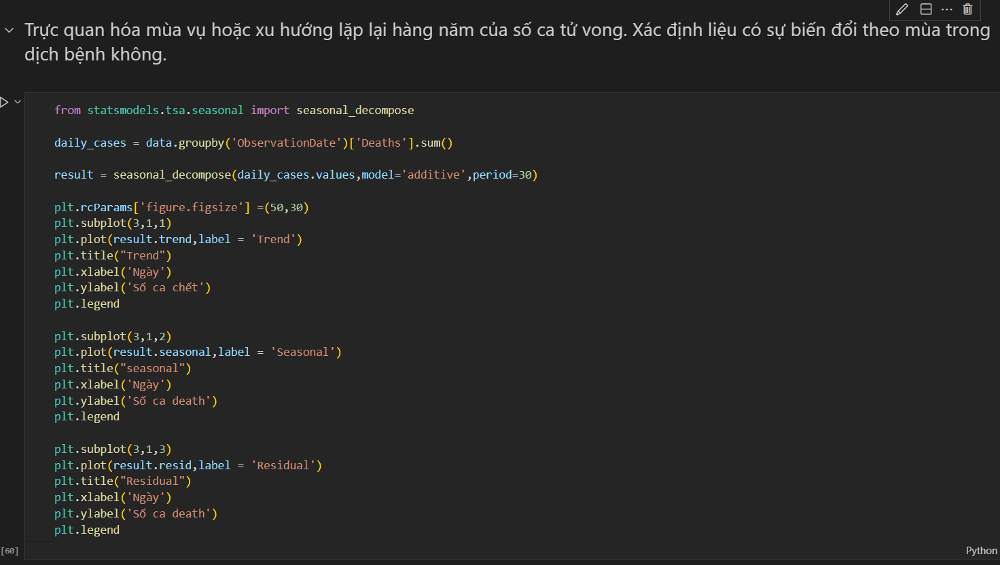 Trực quan hóa mùa vụ hoặc xu hướng lặp lại hàng năm của số ca tử vong. Xác định liệu có sự biến đổi theo mùa trong
dịch bệnh không.
from statsmodels.tsa.seasonal import seasonal_decompose
daily_cases = data.groupby('ObservationDate')['Deaths'].sum()
result = seasonal_decompose(daily_cases.values,model='additive',period=30)
plt.rcParams['figure.figsize'] =(50,30)
plt.subplot(3,1,1)
plt.plot(result.trend,label = 'Trend')
plt.title("Trend")
plt.xlabel('Ngày')
plt.ylabel('Số ca chết')
plt.legend
plt.subplot(3,1,2)
plt.plot(result.seasonal,label = 'Seasonal')
plt.title("seasonal")
plt.xlabel('Ngày')
plt.ylabel('Số ca death')
plt.legend
plt.subplot(3,1,3)
plt.plot(result.resid,label = 'Residual')
plt.title("Residual")
plt.xlabel('Ngày')
plt.ylabel('Số ca death')
plt.legend
[60]
Python